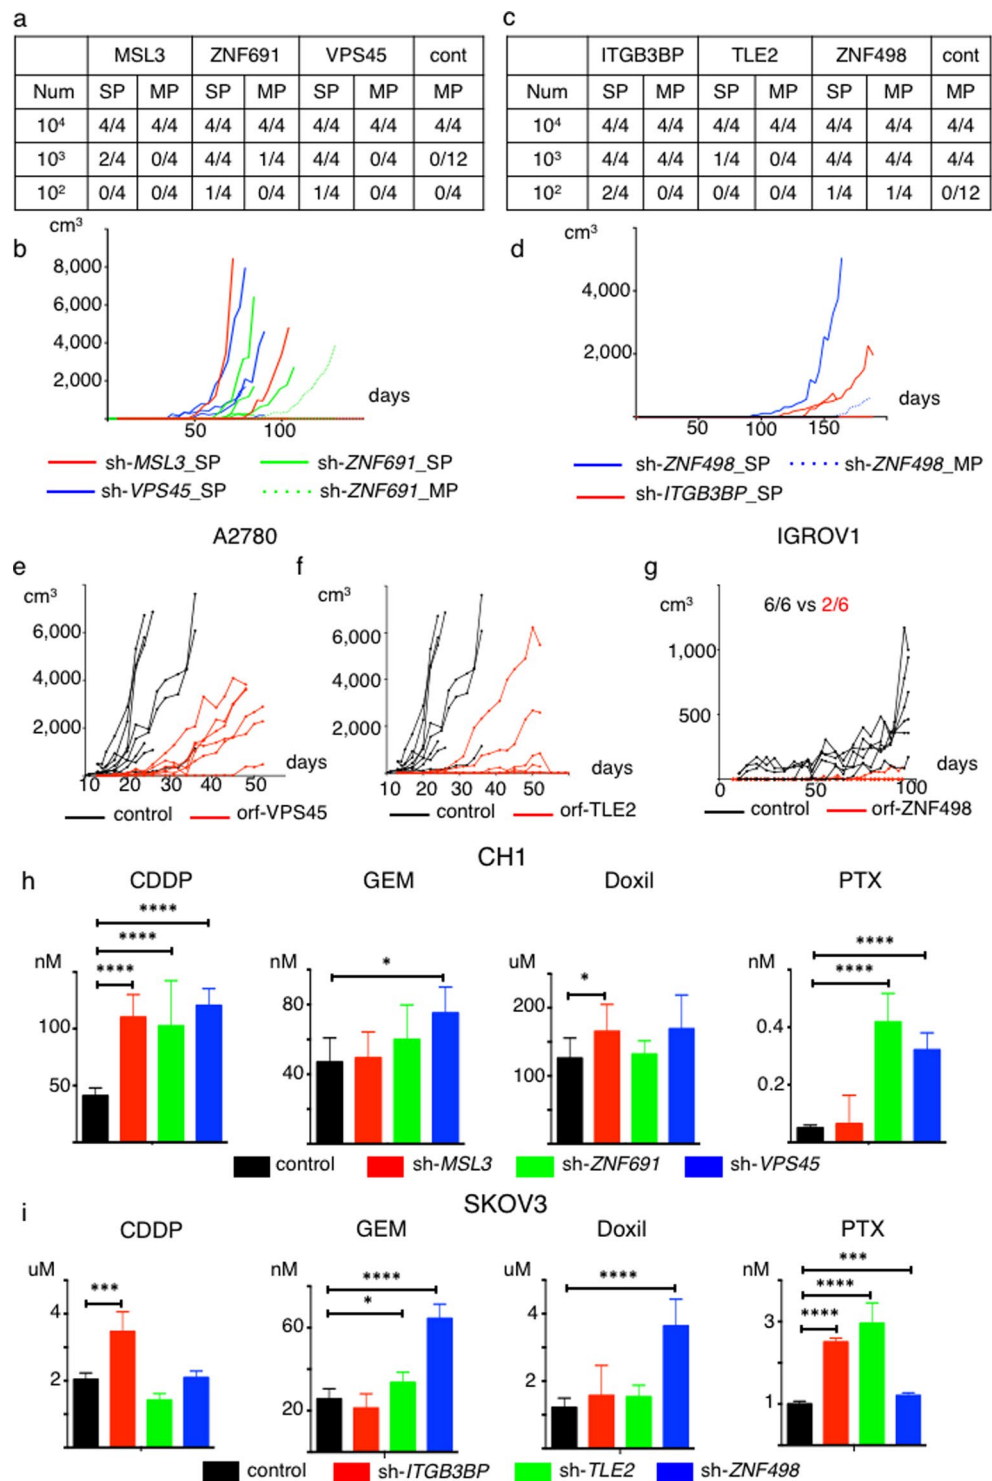 a
MSL3 ZNF691 VPS45 cont
Num SP MP SP MP SP MP MP
10⁴ 4/4 4/4 4/4 4/4 4/4 4/4 4/4
10³ 2/4 0/4 4/4 1/4 4/4 0/4 0/12
10² 0/4 0/4 1/4 0/4 1/4 0/4 0/4
c
ITGB3BP TLE2 ZNF498 cont
Num SP MP SP MP SP MP MP
10⁴ 4/4 4/4 4/4 4/4 4/4 4/4 4/4
10³ 4/4 4/4 1/4 0/4 4/4 4/4 4/4
10² 2/4 0/4 0/4 0/4 1/4 1/4 0/12
b
cm³
8,000
6,000
4,000
2,000
50 100
days
sh-MSL3_SP sh-ZNF691_SP
sh-VPS45_SP sh-ZNF691_MP
d
cm³
4,000
2,000
50 100 150
days
sh-ZNF498_SP sh-ZNF498_MP
sh-ITGB3BP_SP
A2780
e
cm³
6,000
4,000
2,000
10 20 30 40 50
days
control orf-VPS45
f
cm³
6,000
4,000
2,000
10 20 30 40 50
days
control orf-TLE2
IGROV1
g
cm³
6/6 vs 2/6
1,000
500
0
0 50 100
days
control orf-ZNF498
CH1
h
CDDP GEM Doxil PTX
nM
100
50
****
****
****
nM
80
40
*
uM
200
100
*
nM
0.4
0.2
****
****
control sh-MSL3 sh-ZNF691 sh-VPS45
SKOV3
i
CDDP GEM Doxil PTX
uM
4
2
***
nM
60
20
****
*
uM
4
2
****
nM
3
1
***
****
****
control sh-ITGB3BP sh-TLE2 sh-ZNF498